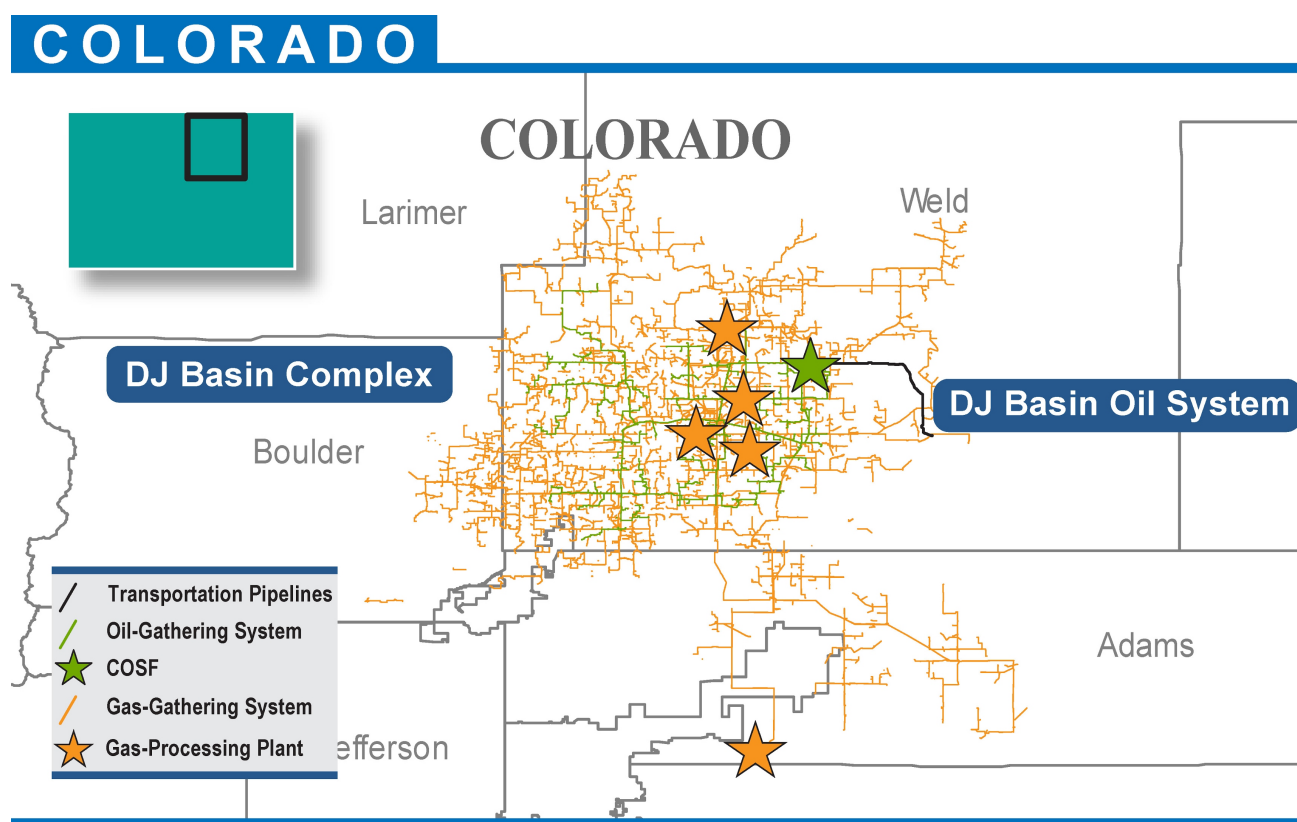 COLORADO
COLORADO
Larimer
Weld
DJ Basin Complex
DJ Basin Oil System
Boulder
Transportation Pipelines
Oil-Gathering System
COSF
Gas-Gathering System
Gas-Processing Plant
Adams
efferson